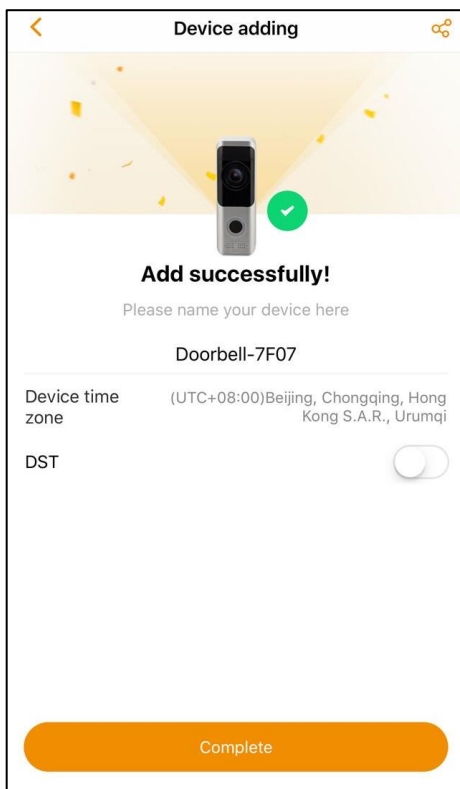 Device adding
Add successfully!
Please name your device here
Doorbell-7F07
Device time
zone
(UTC+08:00)Beijing, Chongqing, Hong
Kong S.A.R., Urumqi
DST
Complete